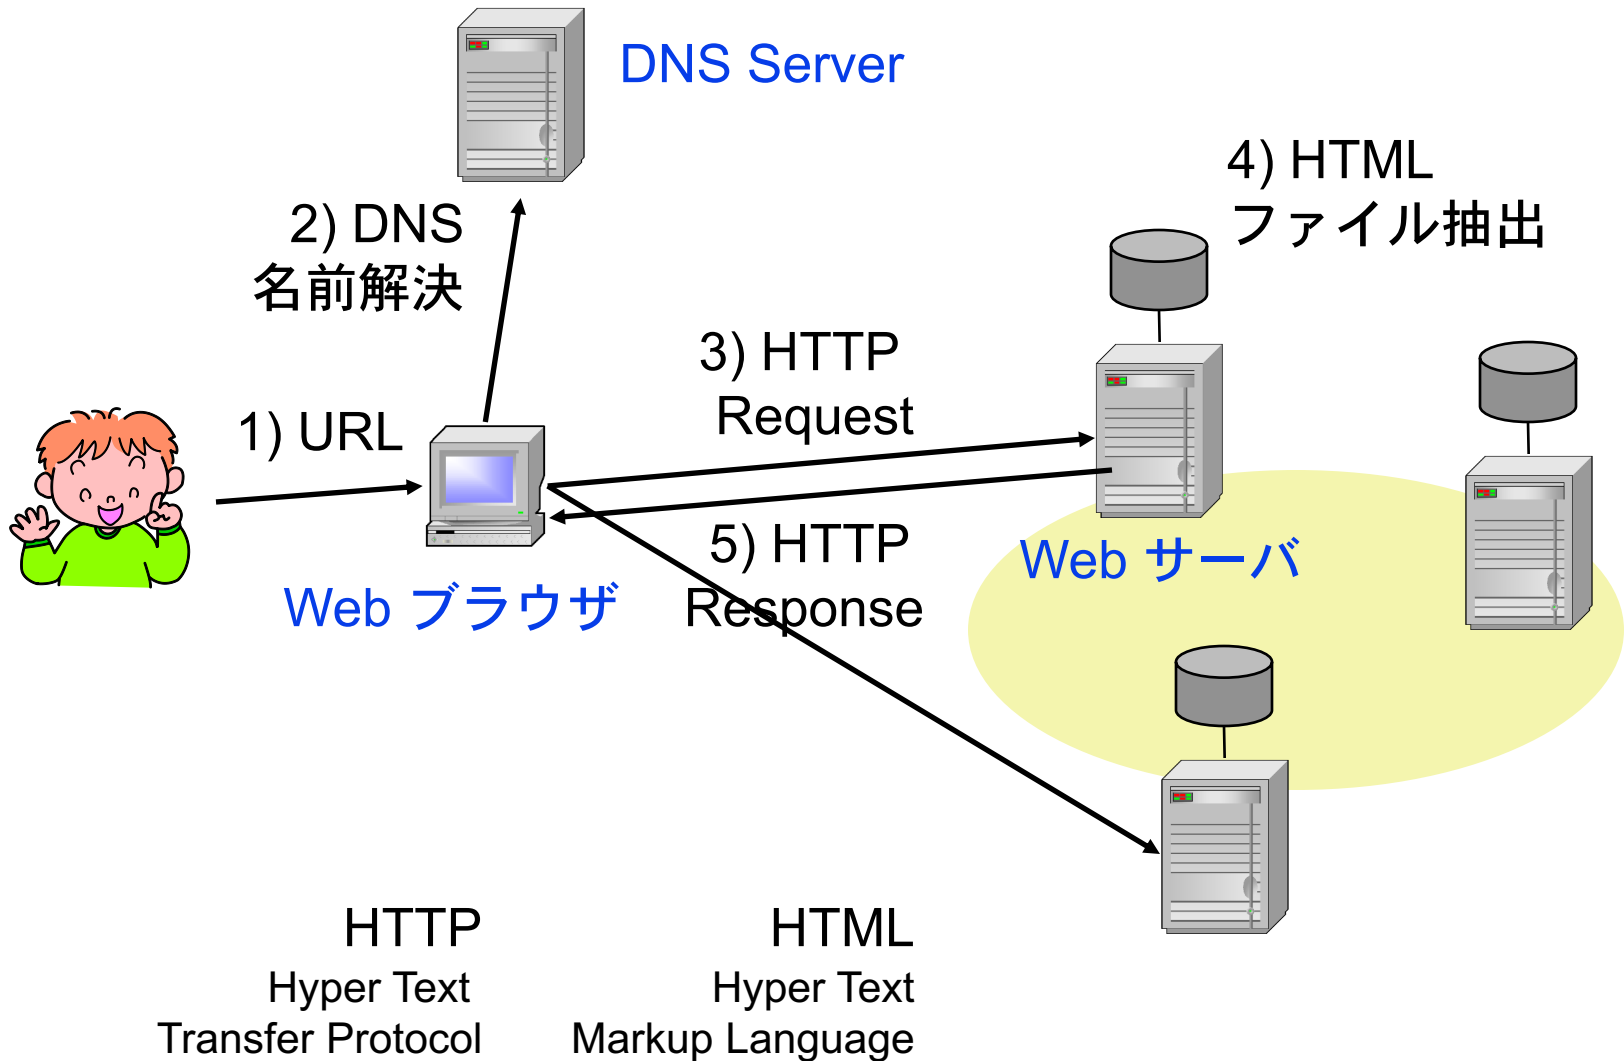 DNS Server
4) HTML
ファイル抽出
2) DNS
名前解決
3) HTTP
Request
1) URL
5) HTTP
Response
Web サーバ
Web ブラウザ
HTTP
Hyper Text
Transfer Protocol
HTML
Hyper Text
Markup Language